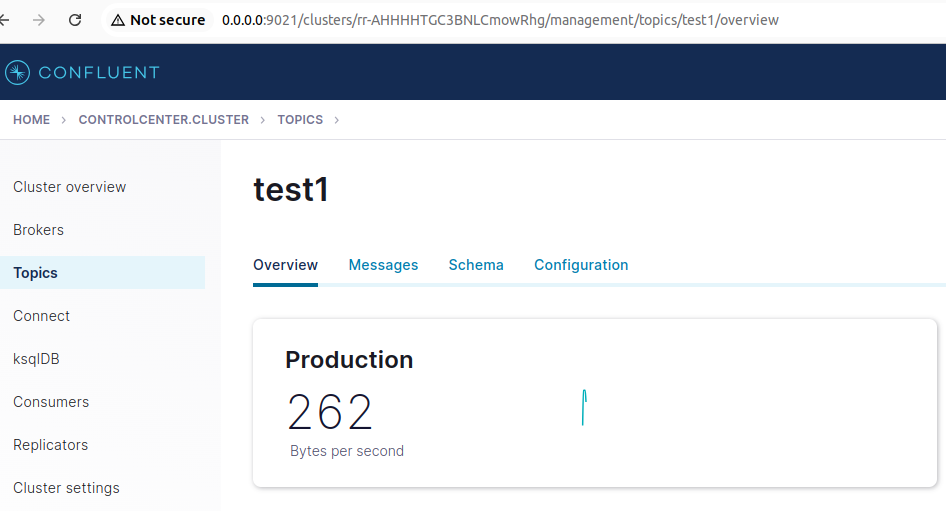 Not secure 0.0.0.0:9021/clusters/rr-AHHHHTGC3BNLCmowRhg/management/topics/test1/overview
CONFLUENT
HOME > CONTROLCENTER.CLUSTER > TOPICS >
Cluster overview
Brokers
Topics
Connect
ksqlDB
Consumers
Replicators
Cluster settings
test1
Overview Messages Schema Configuration
Production
262
Bytes per second